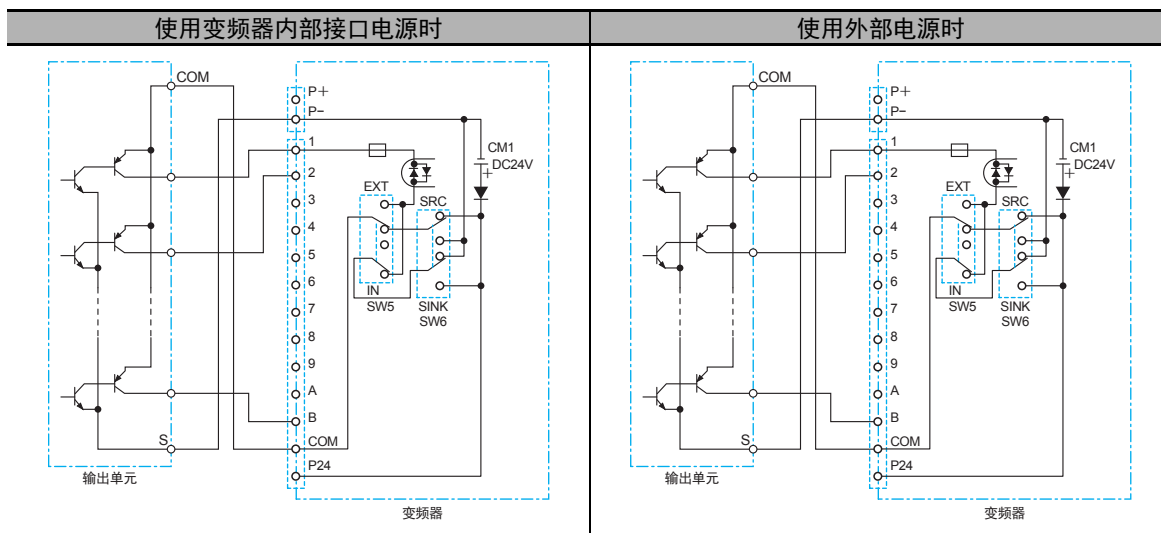 使用变频器内部接口电源时
COM
P+
P-
1
2
3
4
5
6
7
8
9
A
B
COM
P24
CM1
DC24V
+
EXT
SRC
IN
SW5
SINK
SW6
S
输出单元
变频器
使用外部电源时
COM
P+
P-
1
2
3
4
5
6
7
8
9
A
B
COM
P24
CM1
DC24V
+
EXT
SRC
IN
SW5
SINK
SW6
S
输出单元
变频器